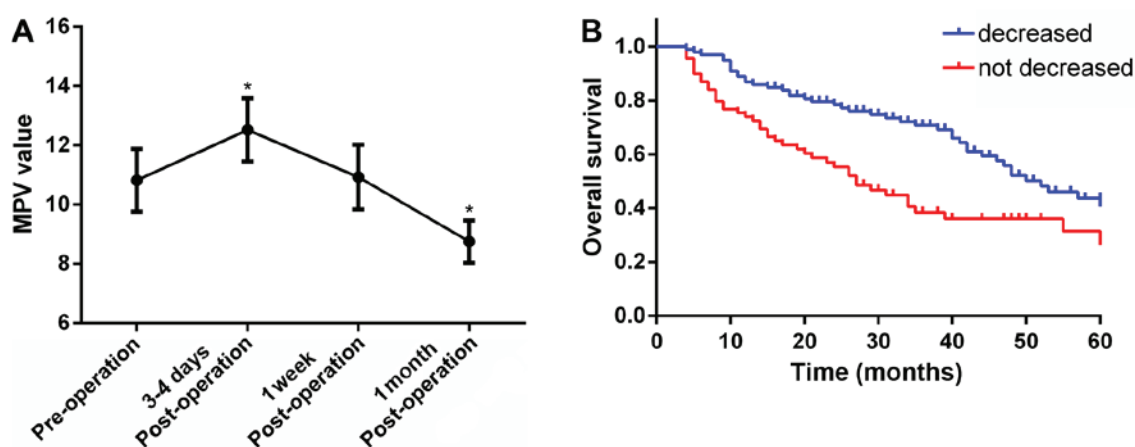 A
16
14
12
10
8
6
MPV value
*
*
Pre-operation
3-4 days
Post-operation
1 week
Post-operation
1 month
Post-operation
B
decreased
not decreased
1.0
0.8
0.6
0.4
0.2
0.0
Overall survival
0 10 20 30 40 50 60
Time (months)